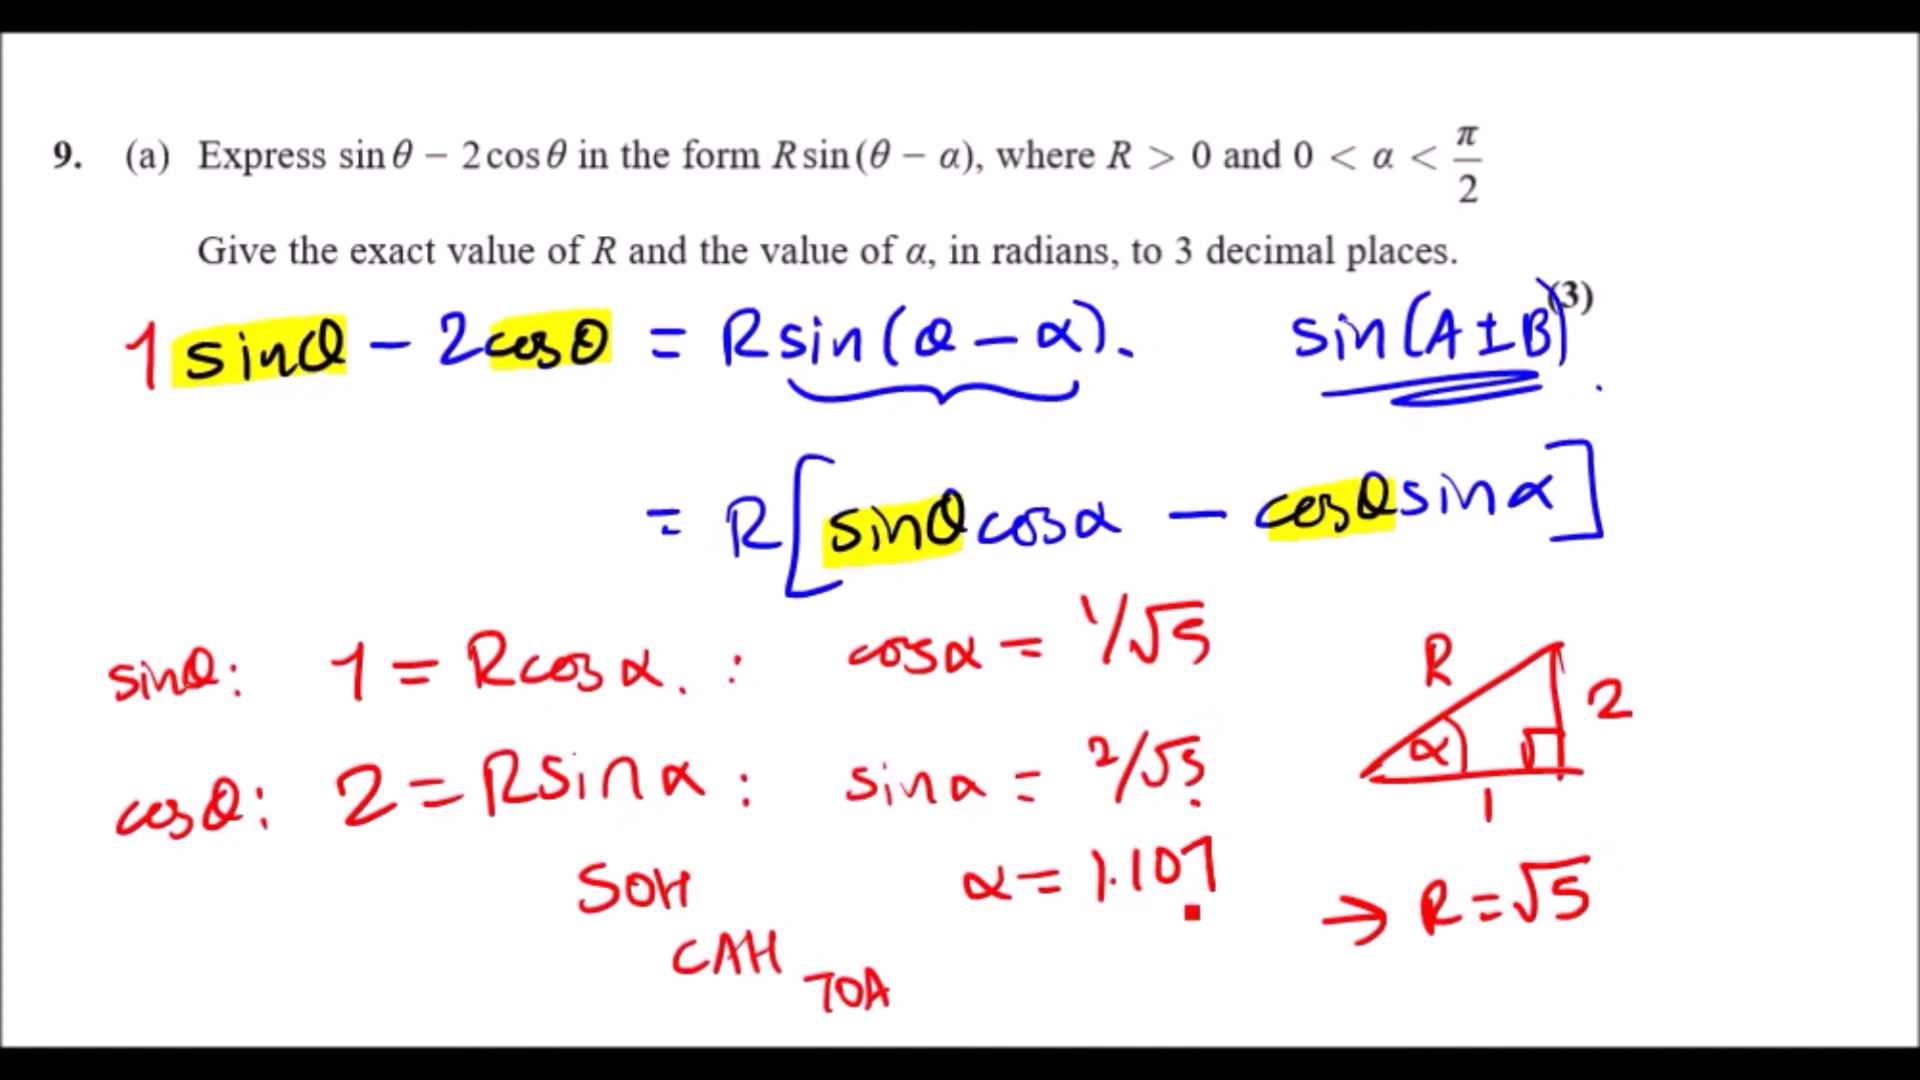 9. (a) Express sin θ − 2 cos θ in the form R sin (θ − α), where R > 0 and 0 < α < π/2
Give the exact value of R and the value of α, in radians, to 3 decimal places.
(3)
1 sinθ − 2cosθ = Rsin(θ − α). sin(A ± B)
= R[sinθcosα − cosθsinα]
sinθ: 1 = Rcosα. : cosα = 1/√5
cosθ: 2 = Rsinα : sinα = 2/√5
R
α
2
1
SOH α = 1.107
→ R = √5
CAH
TOA